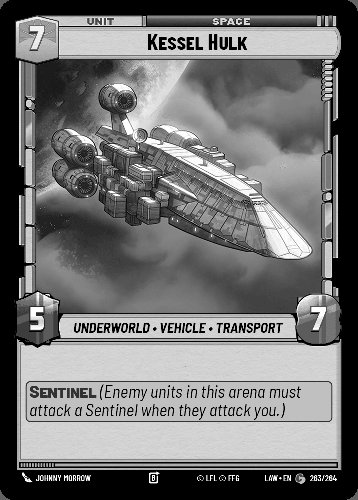 UNIT SPACE
7 KESSEL HULK
5 7
UNDERWORLD • VEHICLE • TRANSPORT
SENTINEL (Enemy units in this arena must
attack a Sentinel when they attack you.)
JOHNNY MORROW © LFL © FFG LAW • EN C 263/264